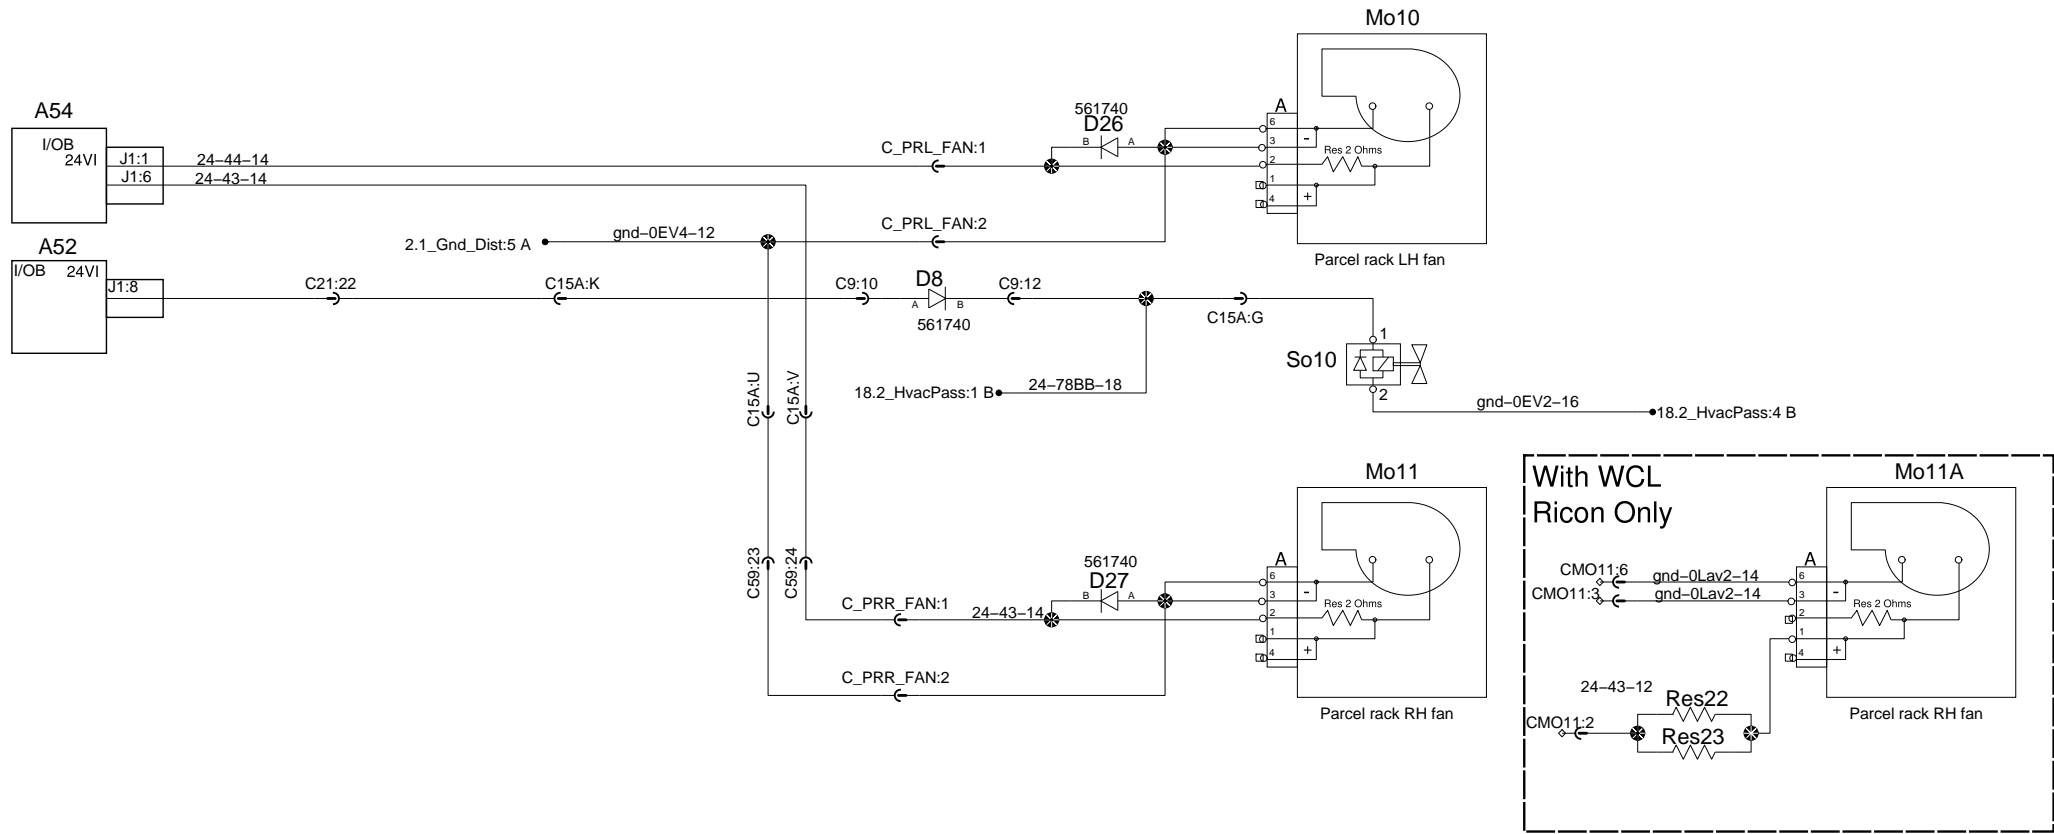 Mo10
A54
I/OB
24VI
J1:1
J1:6
24-44-14
24-43-14
C_PRL_FAN:1
561740
D26
B
A
A
6
3
2
1
4
-
+
Res 2 Ohms
Parcel rack LH fan
A52
I/OB 24VI
J1:8
2.1_Gnd_Dist:5 A
gnd-0EV4-12
C_PRL_FAN:2
C21:22
C15A:K
C9:10
D8
A
B
561740
C9:12
C15A:G
C15A:U
C15A:V
18.2_HvacPass:1 B
24-78BB-18
So10
1
2
gnd-0EV2-16
18.2_HvacPass:4 B
C59:23
C59:24
Mo11
C_PRR_FAN:1
24-43-14
561740
D27
B
A
A
6
3
2
1
4
-
+
Res 2 Ohms
C_PRR_FAN:2
Parcel rack RH fan
With WCL
Ricon Only
Mo11A
CMO11:6
gnd-0Lav2-14
CMO11:3
gnd-0Lav2-14
A
6
3
2
1
4
-
+
Res 2 Ohms
24-43-12
Res22
CMO11:2
Res23
Parcel rack RH fan